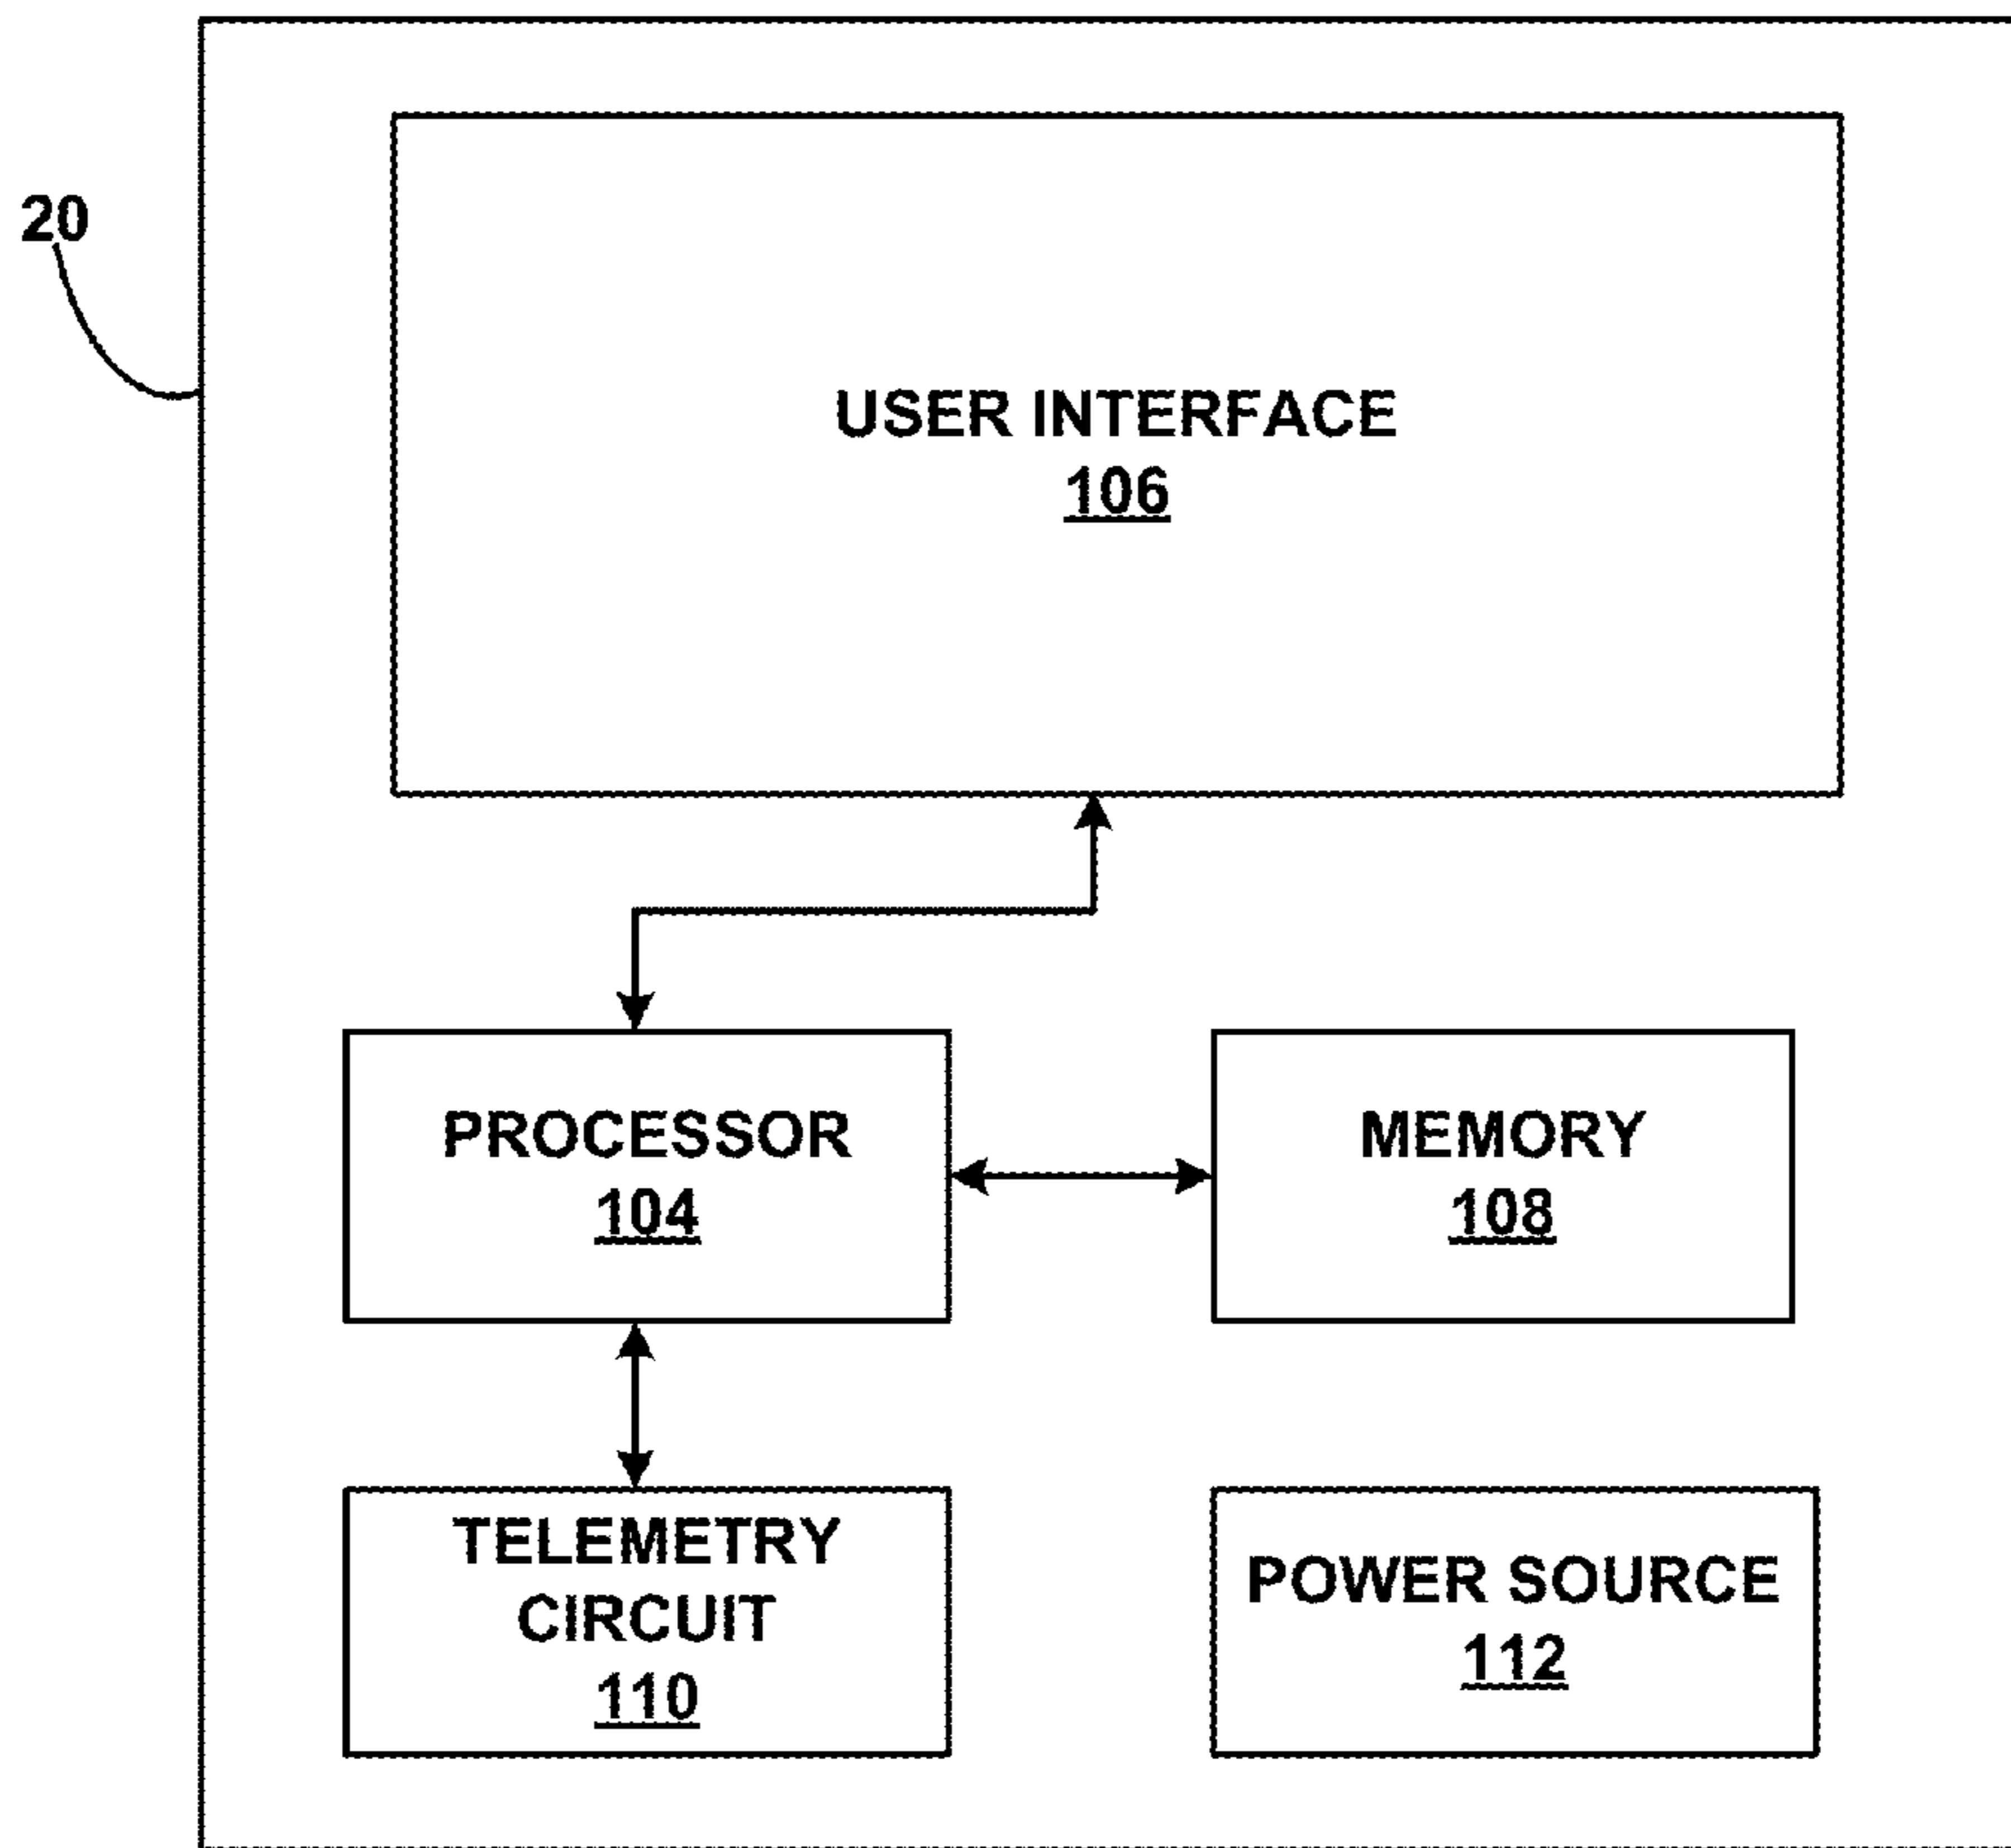 20
USER INTERFACE
106
PROCESSOR
104
MEMORY
108
TELEMETRY
CIRCUIT
110
POWER SOURCE
112